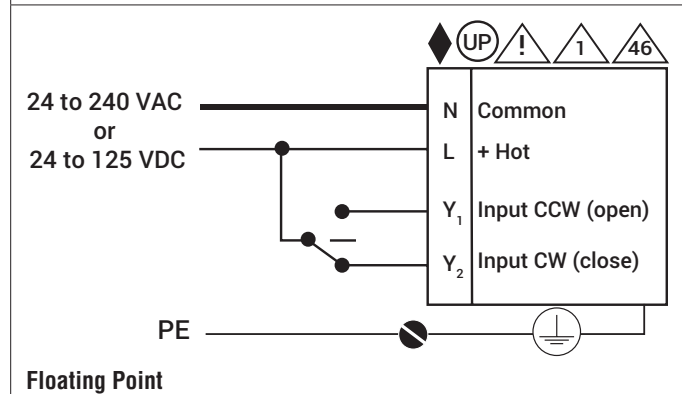 UP ! 1 46
24 to 240 VAC
or
24 to 125 VDC
N Common
L + Hot
Y1 Input CCW (open)
Y2 Input CW (close)
PE
Floating Point